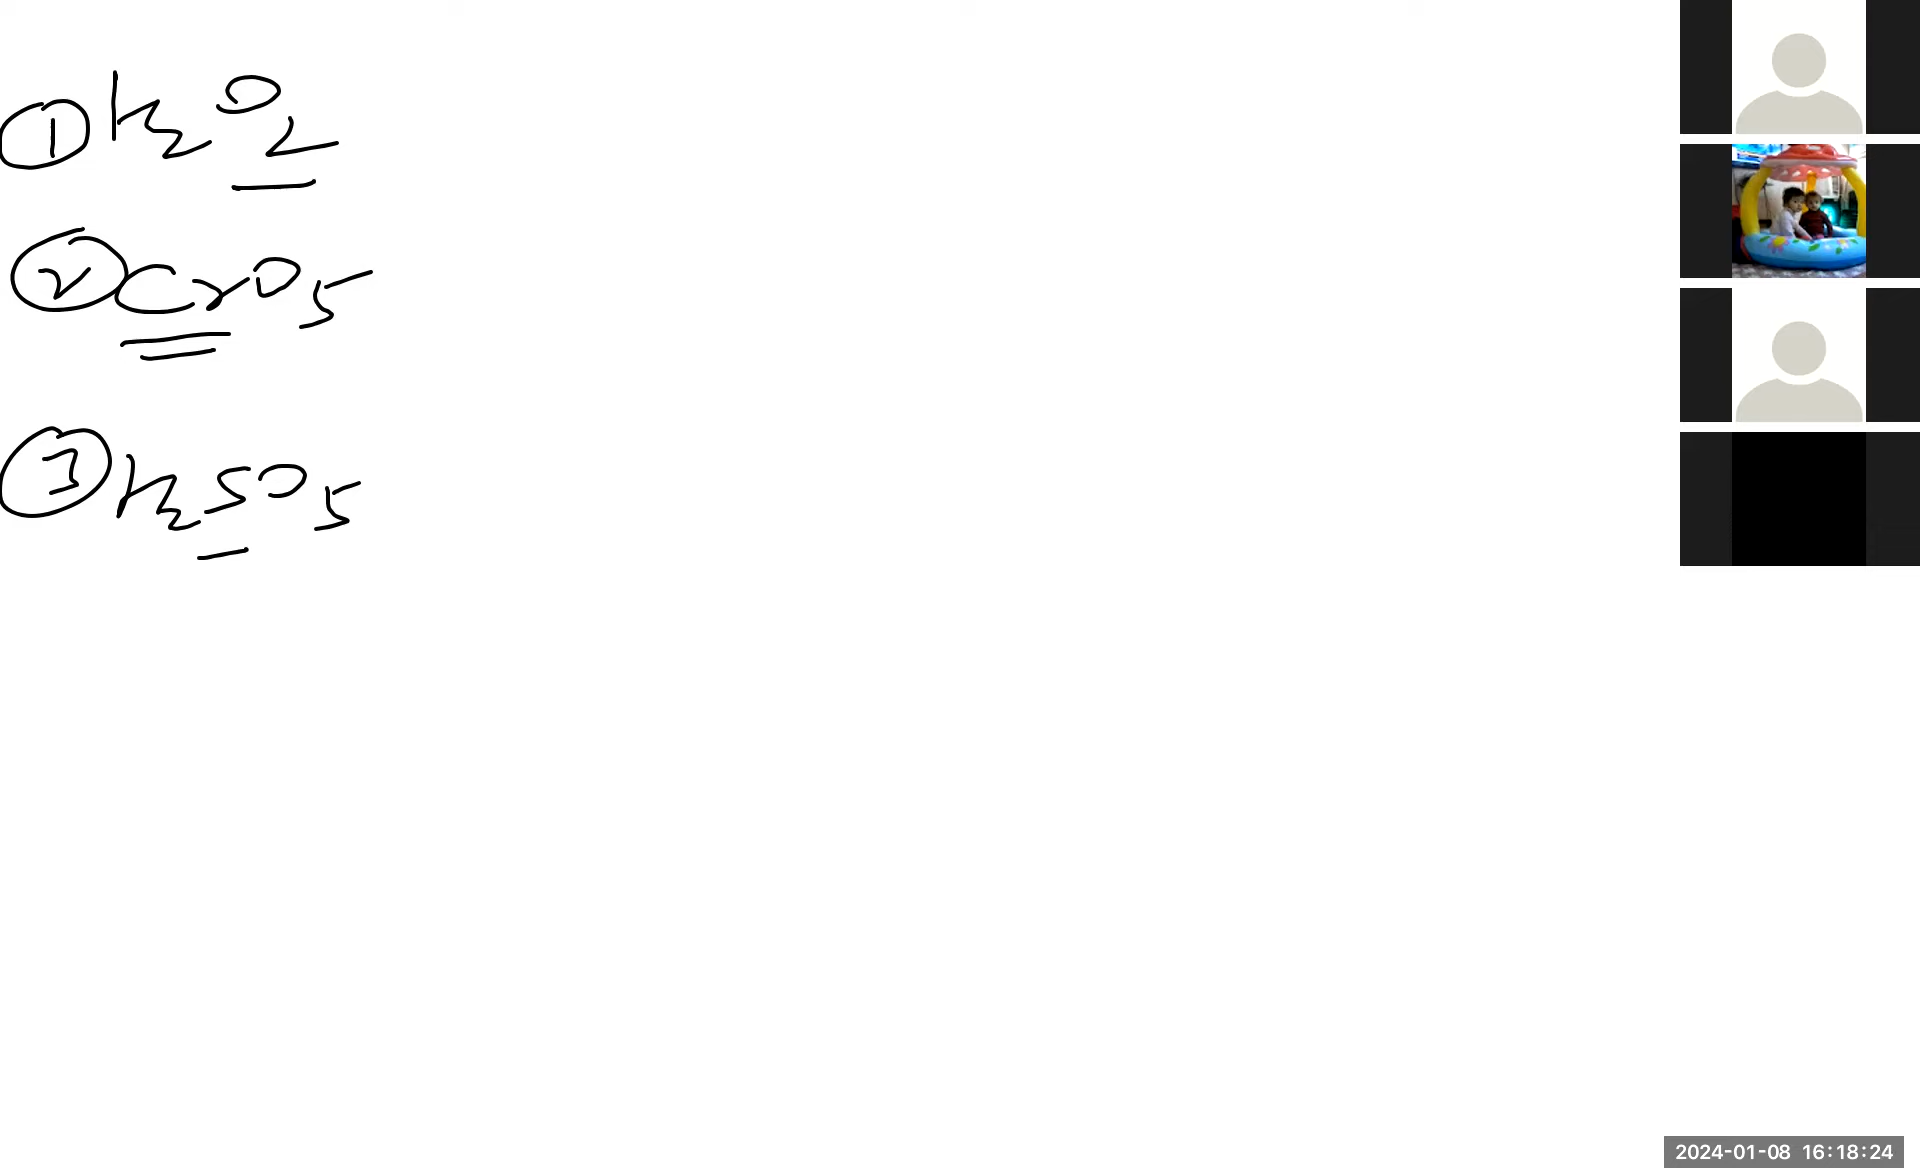 ① H₂O₂
② CrO₅
③ H₂SO₅
2024-01-08 16:18:24